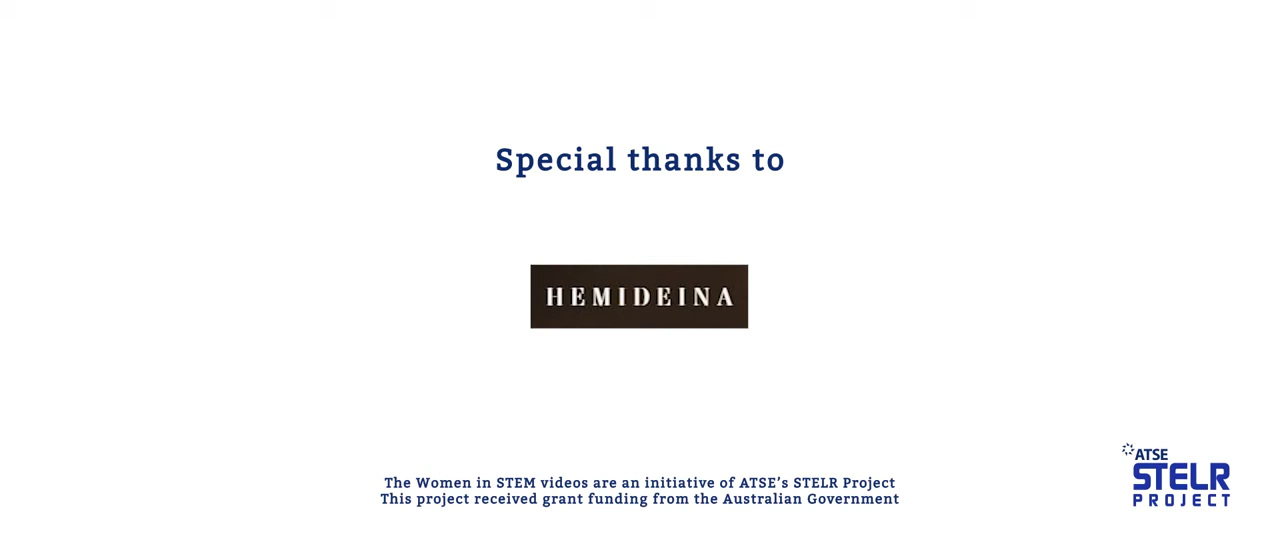 Special thanks to
HEMIDEINA
The Women in STEM videos are an initiative of ATSE’s STELR Project
This project received grant funding from the Australian Government
ATSE
STELR
PROJECT